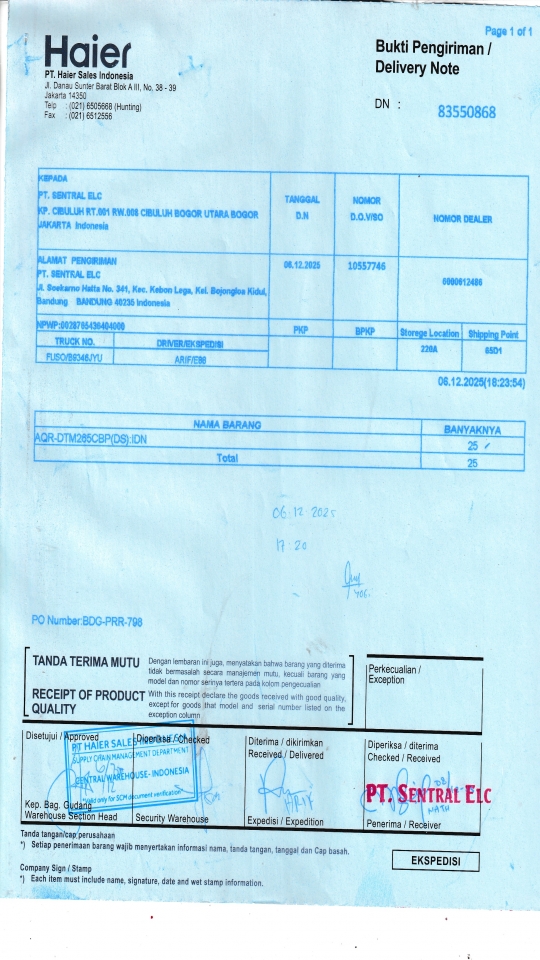 Page 1 of 1
Haier
Bukti Pengiriman /
Delivery Note
PT. Haier Sales Indonesia
Jl. Danau Sunter Barat Blok A III, No. 38 - 39
Jakarta 14350
Telp : (021) 6505668 (Hunting)
Fax : (021) 6512556
DN : 83550868
KEPADA
PT. SENTRAL ELC
KP. CIBULUH RT.001 RW.008 CIBULUH BOGOR UTARA BOGOR
JAKARTA Indonesia
TANGGAL
D.N
NOMOR
D.O.V/SO
NOMOR DEALER
ALAMAT PENGIRIMAN
PT. SENTRAL ELC
Jl. Soekarno Hatta No. 341, Kec. Kebon Lega, Kel. Bojongloa Kidul,
Bandung BANDUNG 40235 Indonesia
06.12.2025
10557746
NPWP:0028765436404000
PKP
BPKP
Storege Location
Shipping Point
TRUCK NO.
DRIVER/EKSPEDISI
226A
65D1
FUSO/B9346JYU
06.12.2025(18:23:54)
NAMA BARANG
BANYAKNYA
AQR-DTM265CBP(DS):IDN
25
Total
25
06-12-2025
17:20
PO Number:BDG-PRR-798
TANDA TERIMA MUTU
Dengan lembaran ini juga, menyatakan bahwa barang yang diterima
tidak bermasalah secara manajemen mutu, kecuali barang yang
model dan nomor serinya tertera pada kolom pengecualian
RECEIPT OF PRODUCT
QUALITY
With this receipt declare the goods received with good quality,
except for goods that model and serial number listed on the
exception column
Perkecualian /
Exception
Disetujui / Approved
Diperiksa / Checked
Diterima / dikirimkan
Received / Delivered
Diperiksa / diterima
Checked / Received
PT HAIER SALES INDONESIA
SUPPLY CHAIN MANAGEMENT DEPARTMENT
CENTRAL WAREHOUSE- INDONESIA
*Valid only for SCM document verification
ARIF
PT. SENTRAL ELC
Kep. Bag. Gudang
Warehouse Section Head
Security Warehouse
Expedisi / Expedition
Penerima / Receiver
Tanda tangan/cap perusahaan
*) Setiap penerimaan barang wajib menyertakan informasi nama, tanda tangan, tanggal dan Cap basah.
EKSPEDISI
Company Sign / Stamp
*) Each item must include name, signature, date and wet stamp information.